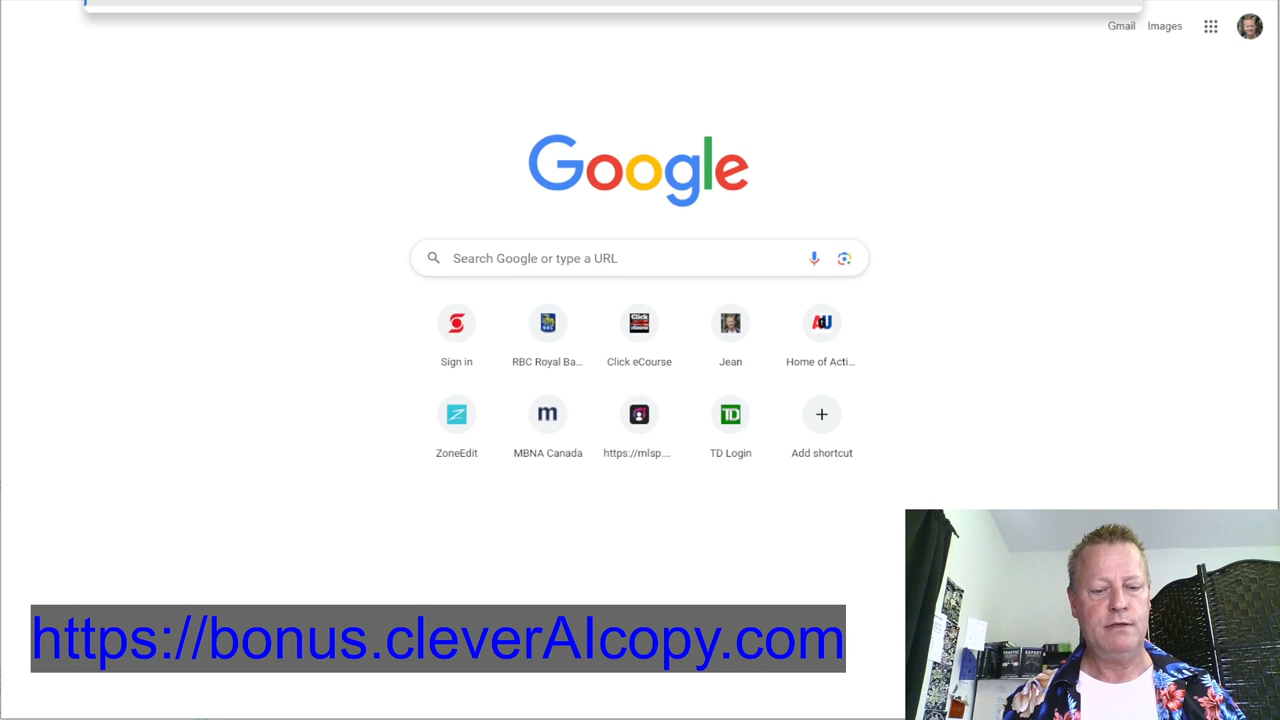 Gmail Images
Google
Search Google or type a URL
Sign in
RBC Royal Ba...
Click eCourse
Jean
Home of Acti...
ZoneEdit
MBNA Canada
https://mlsp....
TD Login
Add shortcut
https://bonus.cleverAIcopy.com